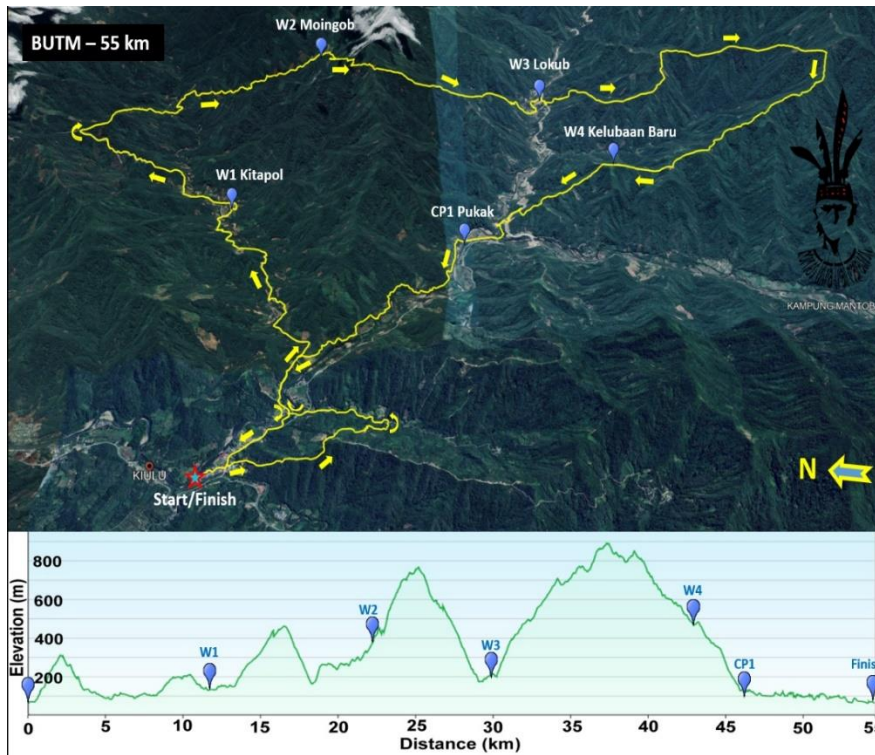 BUTM – 55 km
W2 Moingob
W3 Lokub
W4 Kelubaan Baru
W1 Kitapol
CP1 Pukak
KAMPUNG MANTOB
N
KIULU
Start/Finish
Elevation (m)
800
600
400
200
W1
W2
W3
W4
CP1
Finis
0 5 10 15 20 25 30 35 40 45 50 55
Distance (km)